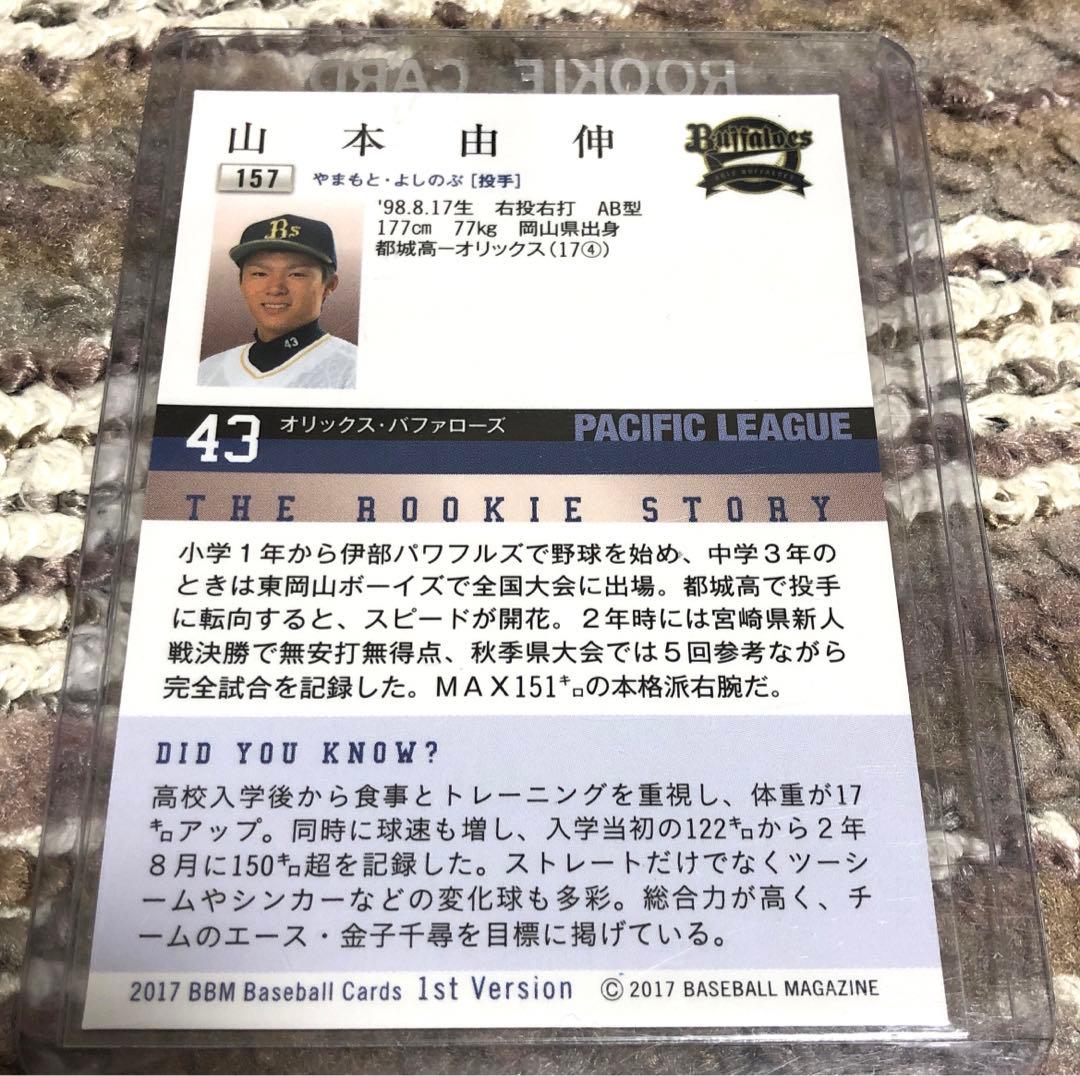 ROOKIE CARD
山本由伸
Buffaloes
157
やまもと・よしのぶ [投手]
'98.8.17生 右投右打 AB型
177cm 77kg 岡山県出身
都城高ーオリックス(17④)
Bs
43
43
オリックス・バファローズ
PACIFIC LEAGUE
THE ROOKIE STORY
小学1年から伊部パワフルズで野球を始め、中学3年の
ときは東岡山ボーイズで全国大会に出場。都城高で投手
に転向すると、スピードが開花。2年時には宮崎県新人
戦決勝で無安打無得点、秋季県大会では5回参考ながら
完全試合を記録した。MAX151㌔の本格派右腕だ。
DID YOU KNOW?
高校入学後から食事とトレーニングを重視し、体重が17
㌔アップ。同時に球速も増し、入学当初の122㌔から2年
8月に150㌔超を記録した。ストレートだけでなくツーシ
ームやシンカーなどの変化球も多彩。総合力が高く、チ
ームのエース・金子千尋を目標に掲げている。
2017 BBM Baseball Cards 1st Version © 2017 BASEBALL MAGAZINE